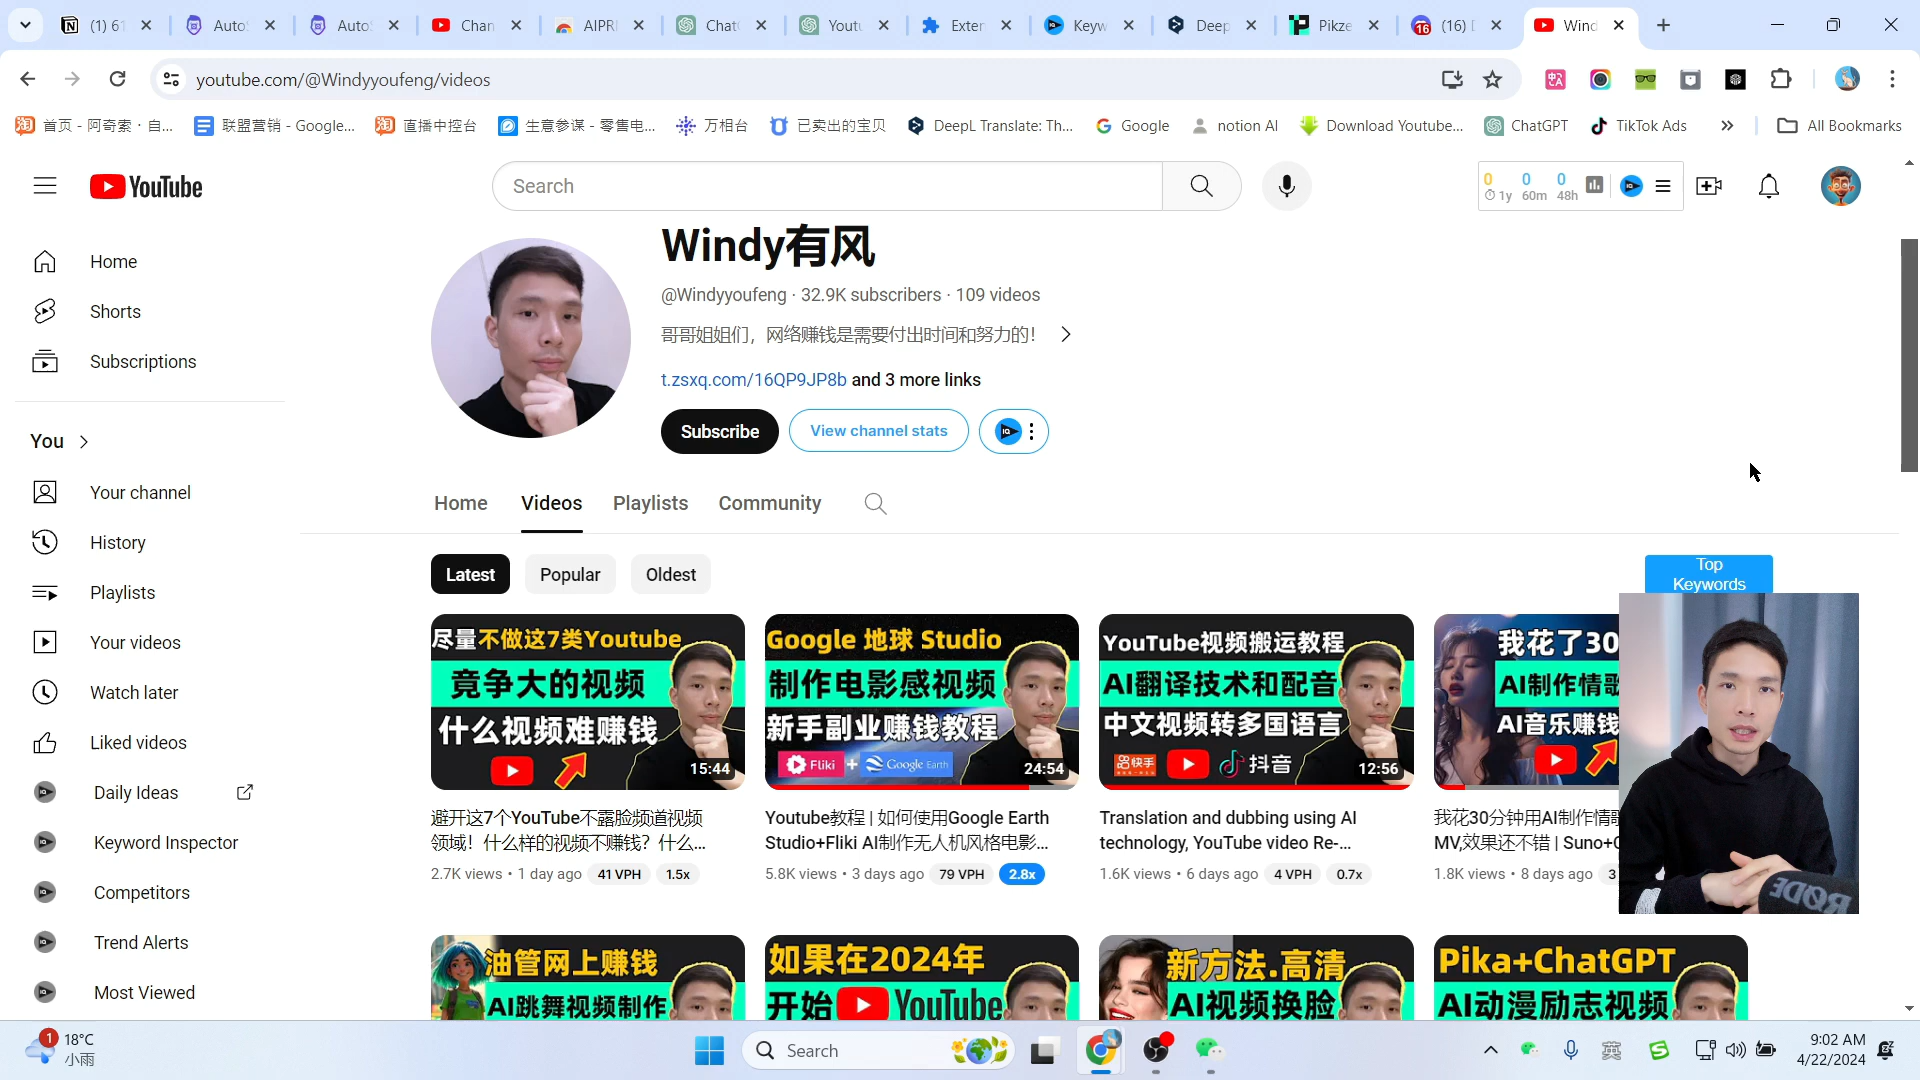 (1) 61
Auto
Auto
Chan
AIPRI
Chat
Youtu
Exter
Keyw
Deep
Pikze
(16)
Wind
youtube.com/@Windyyoufeng/videos
首页 - 阿奇索 · 自...
联盟营销 - Google...
直播中控台
生意参谋 - 零售电...
万相台
已卖出的宝贝
DeepL Translate: Th...
Google
notion AI
Download Youtube...
ChatGPT
TikTok Ads
All Bookmarks
YouTube
Search
0 0 0
1y 60m 48h
Home
Shorts
Subscriptions
You
Your channel
History
Playlists
Your videos
Watch later
Liked videos
Daily Ideas
Keyword Inspector
Competitors
Trend Alerts
Most Viewed
Windy有风
@Windyyoufeng · 32.9K subscribers · 109 videos
哥哥姐姐们，网络赚钱是需要付出时间和努力的！
t.zsxq.com/16QP9JP8b and 3 more links
Subscribe
View channel stats
Home Videos Playlists Community
Latest Popular Oldest
Top
Keywords
尽量不做这7类Youtube
竞争大的视频
什么视频难赚钱
15:44
避开这7个YouTube不露脸频道视频
领域！什么样的视频不赚钱？什么...
2.7K views • 1 day ago 41 VPH 1.5x
Google 地球 Studio
制作电影感视频
新手副业赚钱教程
Fliki + Google Earth
24:54
Youtube教程 | 如何使用Google Earth
Studio+Fliki AI制作无人机风格电影...
5.8K views • 3 days ago 79 VPH 2.8x
YouTube视频搬运教程
AI翻译技术和配音
中文视频转多国语言
快手 抖音
12:56
Translation and dubbing using AI
technology, YouTube video Re-...
1.6K views • 6 days ago 4 VPH 0.7x
我花了30
AI制作情歌
AI音乐赚钱
我花30分钟用AI制作情歌
MV,效果还不错 | Suno+C
1.8K views • 8 days ago 3
RØDE
油管网上赚钱
AI跳舞视频制作
如果在2024年
开始 YouTube
新方法.高清
AI视频换脸
Pika+ChatGPT
AI动漫励志视频
1
18°C
小雨
Search
英
9:02 AM
4/22/2024